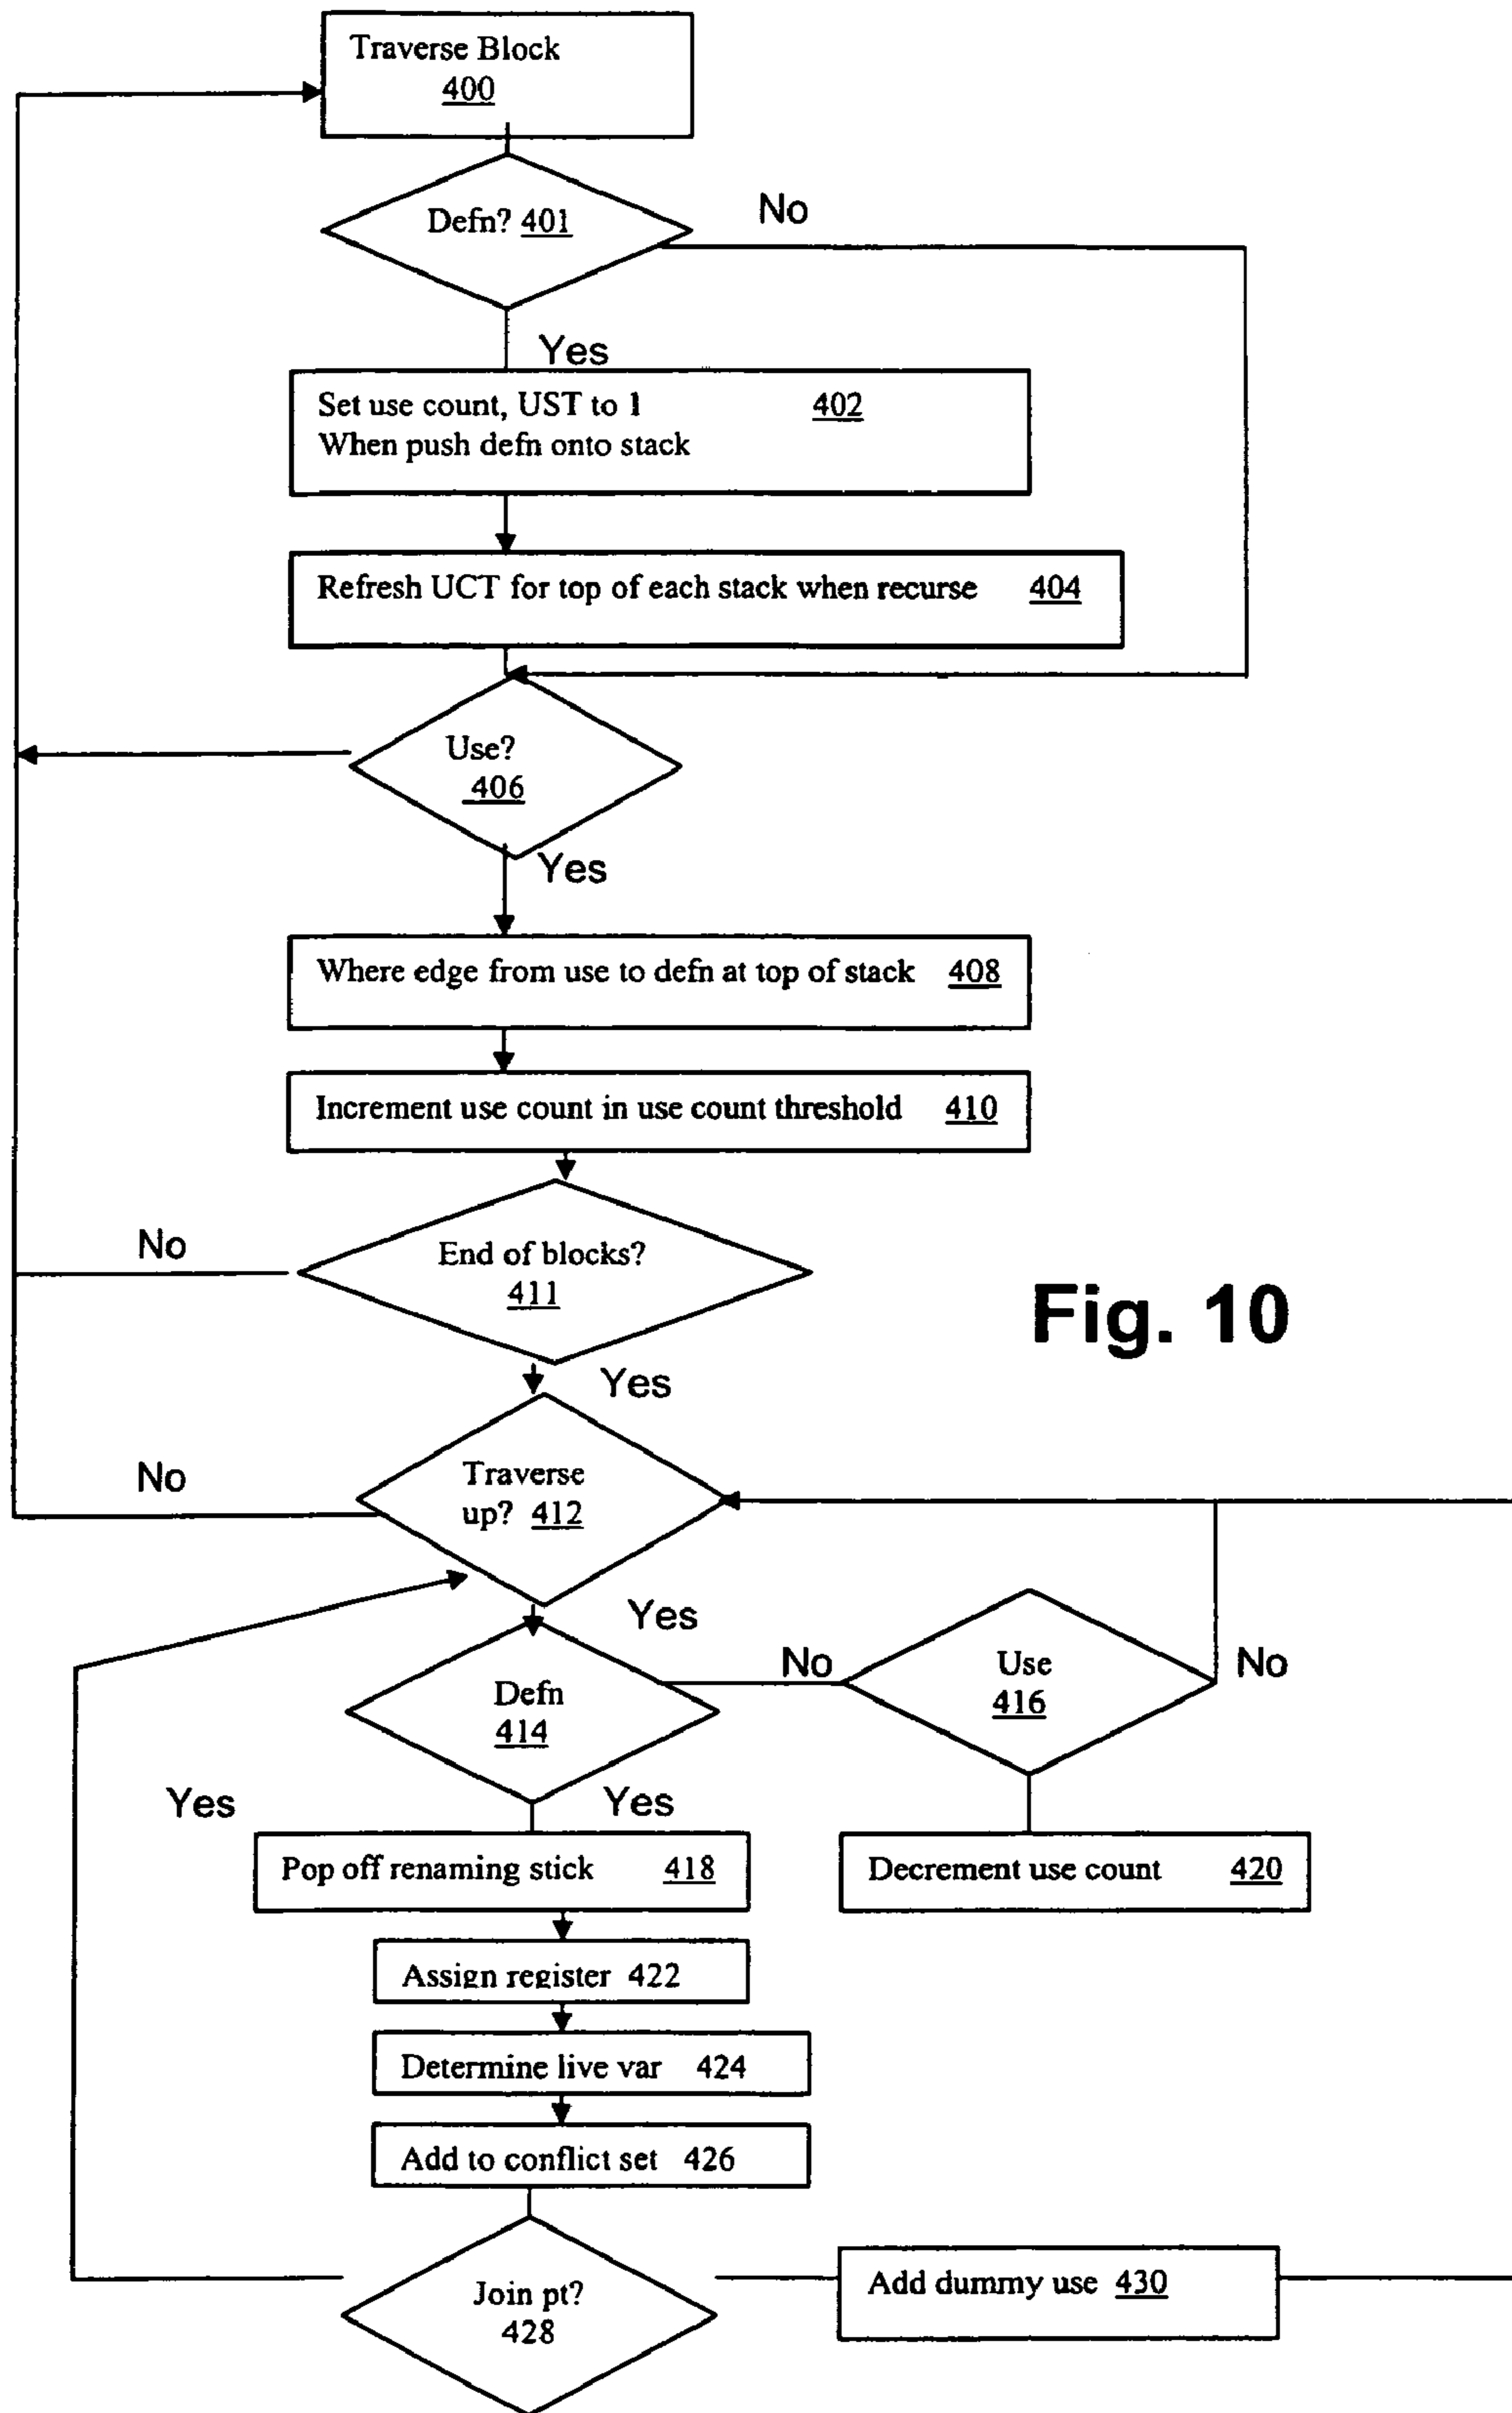 Traverse Block
400
Defn? 401
No
Yes
Set use count, UST to 1 402
When push defn onto stack
Refresh UCT for top of each stack when recurse 404
Use?
406
Yes
Where edge from use to defn at top of stack 408
Increment use count in use count threshold 410
No
End of blocks?
411
Fig. 10
Yes
No
Traverse
up? 412
Yes
No
Use
416
No
Defn
414
Yes
Yes
Pop off renaming stick 418
Decrement use count 420
Assign register 422
Determine live var 424
Add to conflict set 426
Join pt?
428
Add dummy use 430